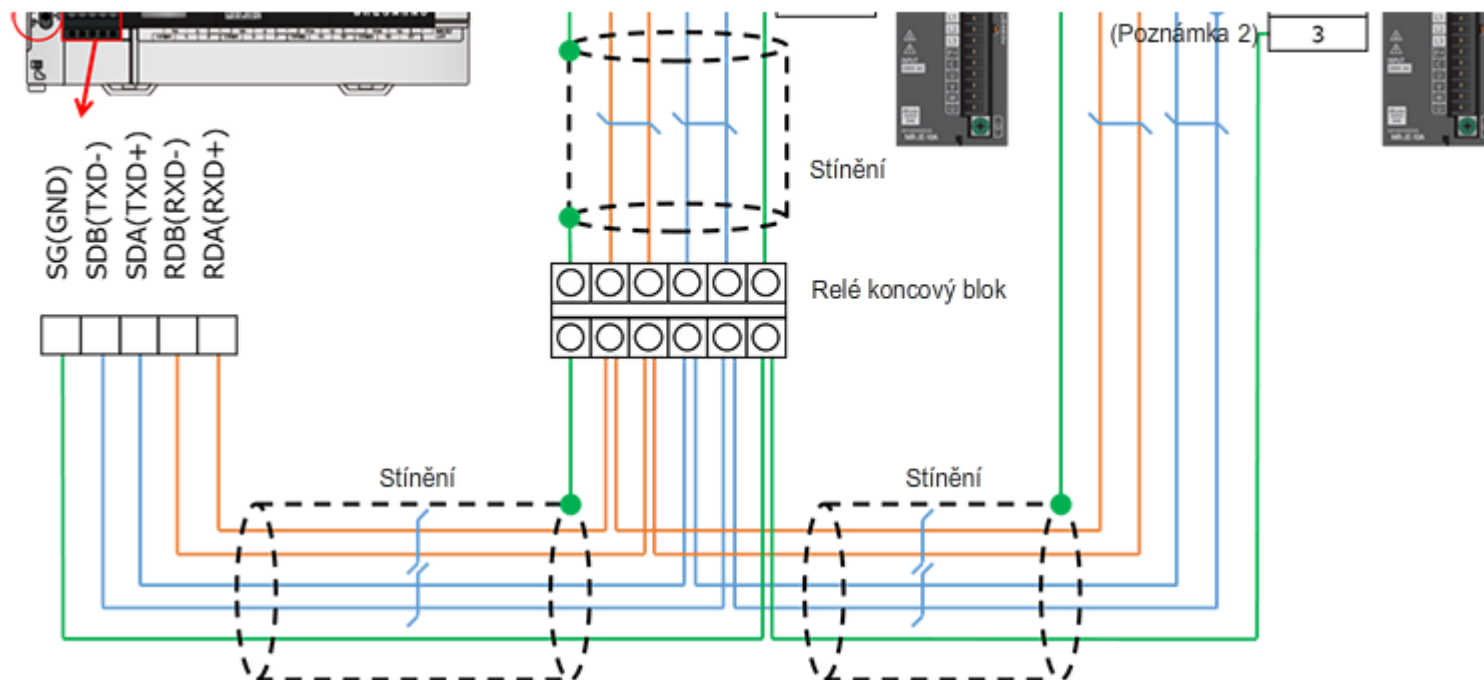 (Poznámka 2)
3
Stínění
SG(GND)
SDB(TXD-)
SDA(TXD+)
RDB(RXD-)
RDA(RXD+)
Relé koncový blok
Stínění
Stínění